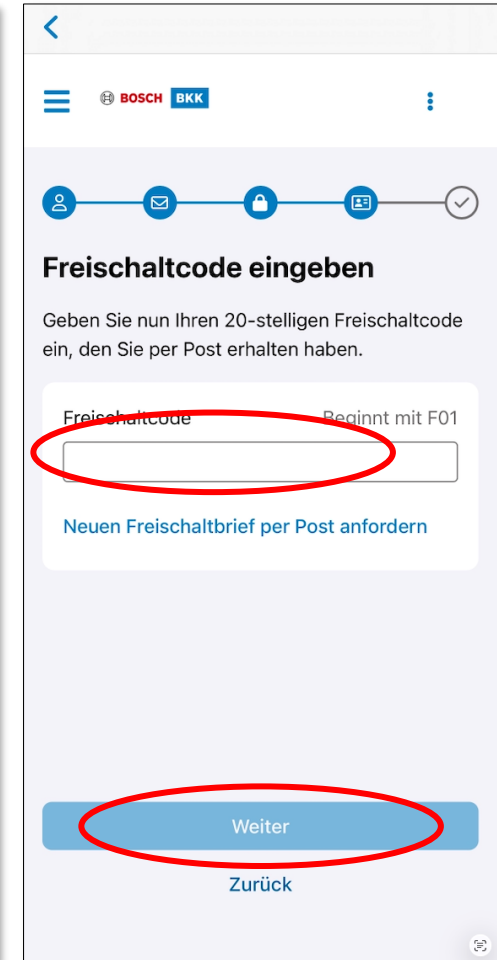 BOSCH BKK
Freischaltcode eingeben
Geben Sie nun Ihren 20-stelligen Freischaltcode
ein, den Sie per Post erhalten haben.
Freischaltcode Beginnt mit F01
Neuen Freischaltbrief per Post anfordern
Weiter
Zurück